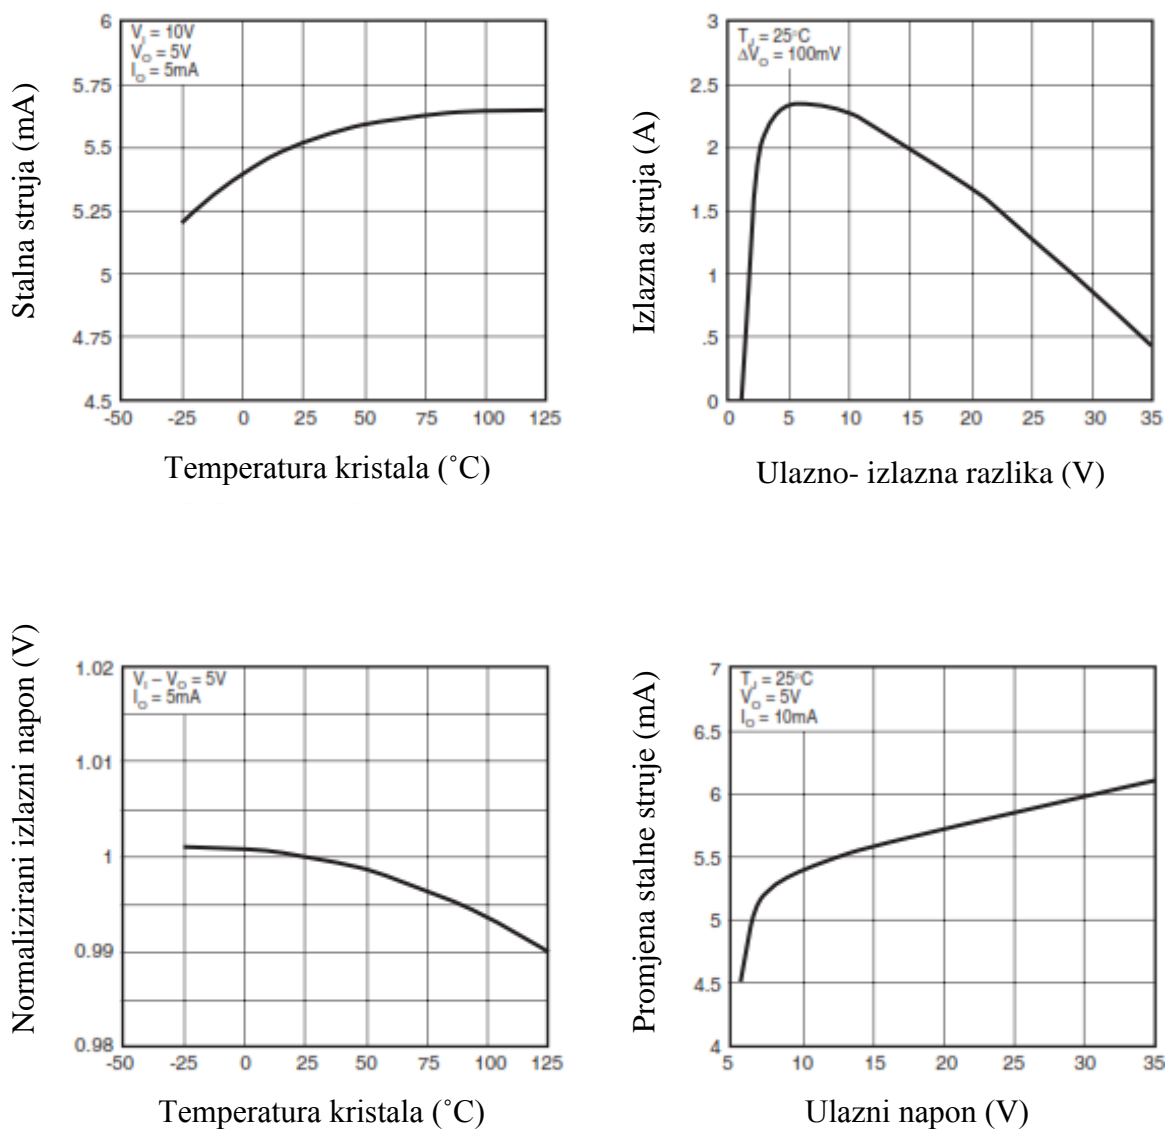 Stalna struja (mA)
6
5.75
5.5
5.25
5
4.75
4.5
V_I = 10V
V_O = 5V
I_O = 5mA
-50 -25 0 25 50 75 100 125
Temperatura kristala (˚C)
Izlazna struja (A)
3
2.5
2
1.5
1
.5
0
T_J = 25°C
ΔV_O = 100mV
0 5 10 15 20 25 30 35
Ulazno- izlazna razlika (V)
Normalizirani izlazni napon (V)
1.02
1.01
1
0.99
0.98
V_I – V_O = 5V
I_O = 5mA
-50 -25 0 25 50 75 100 125
Temperatura kristala (˚C)
Promjena stalne struje (mA)
7
6.5
6
5.5
5
4.5
4
T_J = 25°C
V_O = 5V
I_O = 10mA
5 10 15 20 25 30 35
Ulazni napon (V)